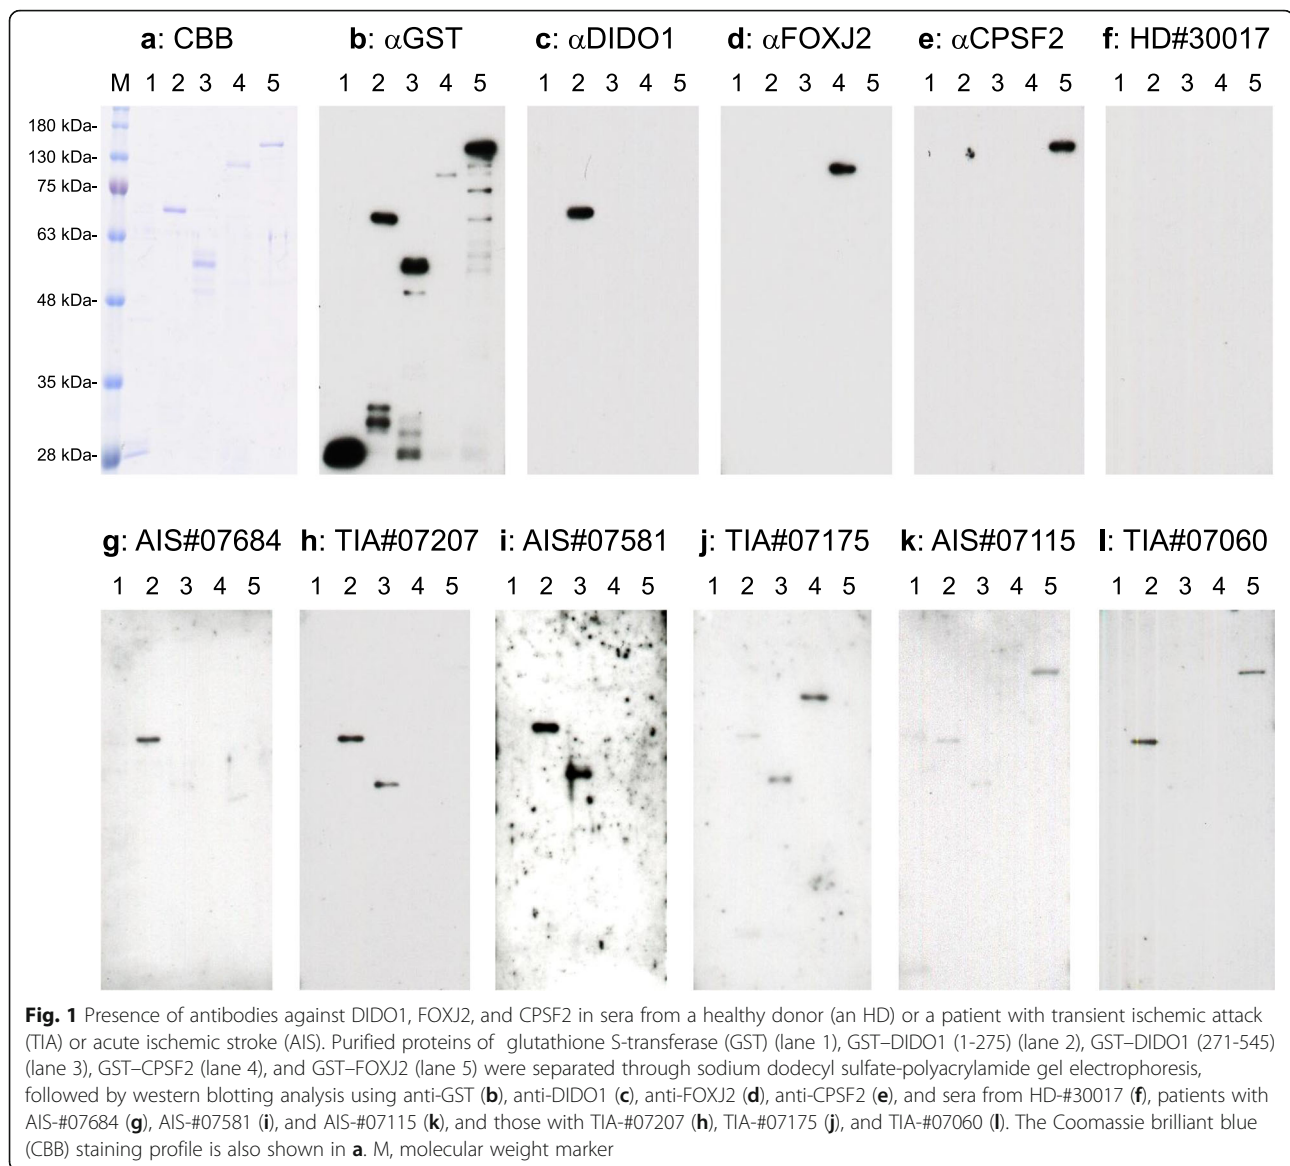 a: CBB
b: αGST
c: αDIDO1
d: αFOXJ2
e: αCPSF2
f: HD#30017
M 1 2 3 4 5
1 2 3 4 5
1 2 3 4 5
1 2 3 4 5
1 2 3 4 5
1 2 3 4 5
180 kDa-
130 kDa-
75 kDa-
63 kDa-
48 kDa-
35 kDa-
28 kDa-
g: AIS#07684
h: TIA#07207
i: AIS#07581
j: TIA#07175
k: AIS#07115
l: TIA#07060
1 2 3 4 5
1 2 3 4 5
1 2 3 4 5
1 2 3 4 5
1 2 3 4 5
1 2 3 4 5
Fig. 1 Presence of antibodies against DIDO1, FOXJ2, and CPSF2 in sera from a healthy donor (an HD) or a patient with transient ischemic attack
(TIA) or acute ischemic stroke (AIS). Purified proteins of glutathione S-transferase (GST) (lane 1), GST–DIDO1 (1-275) (lane 2), GST–DIDO1 (271-545)
(lane 3), GST–CPSF2 (lane 4), and GST–FOXJ2 (lane 5) were separated through sodium dodecyl sulfate-polyacrylamide gel electrophoresis,
followed by western blotting analysis using anti-GST (b), anti-DIDO1 (c), anti-FOXJ2 (d), anti-CPSF2 (e), and sera from HD-#30017 (f), patients with
AIS-#07684 (g), AIS-#07581 (i), and AIS-#07115 (k), and those with TIA-#07207 (h), TIA-#07175 (j), and TIA-#07060 (l). The Coomassie brilliant blue
(CBB) staining profile is also shown in a. M, molecular weight marker